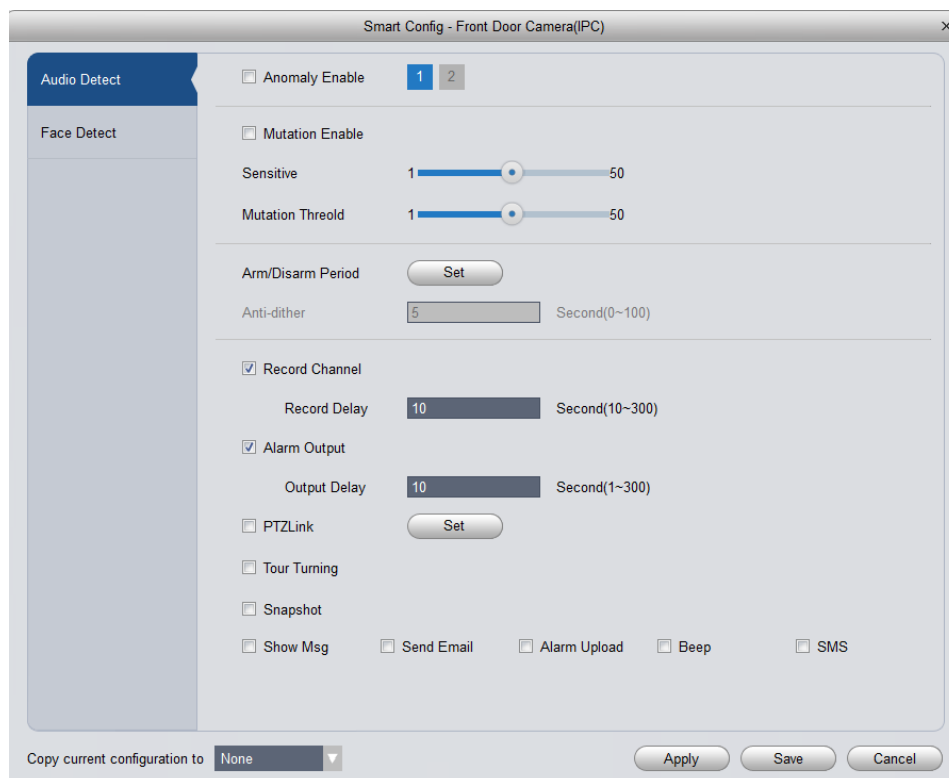 Smart Config - Front Door Camera(IPC)
Audio Detect
Face Detect
Anomaly Enable 1 2
Mutation Enable
Sensitive 1 50
Mutation Threold 1 50
Arm/Disarm Period Set
Anti-dither 5 Second(0~100)
Record Channel
Record Delay 10 Second(10~300)
Alarm Output
Output Delay 10 Second(1~300)
PTZLink Set
Tour Turning
Snapshot
Show Msg Send Email Alarm Upload Beep SMS
Copy current configuration to None Apply Save Cancel